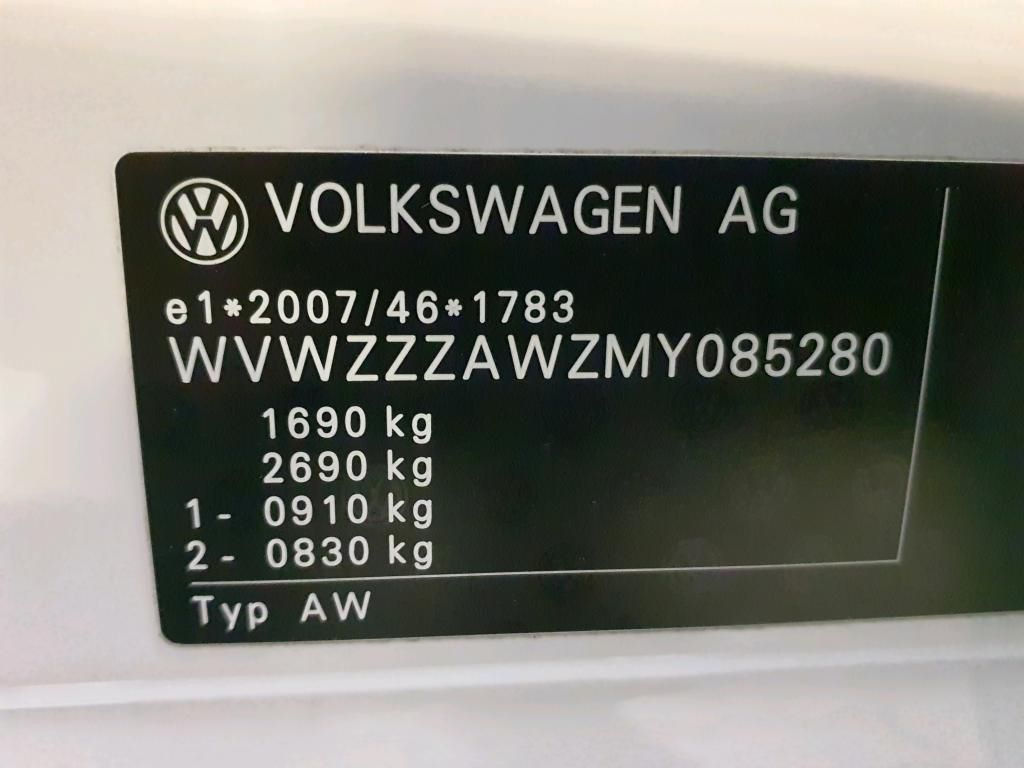 VOLKSWAGEN AG
e1*2007/46*1783
WVWZZZAWZMY085280
1690 kg
2690 kg
1- 0910 kg
2- 0830 kg
Typ AW